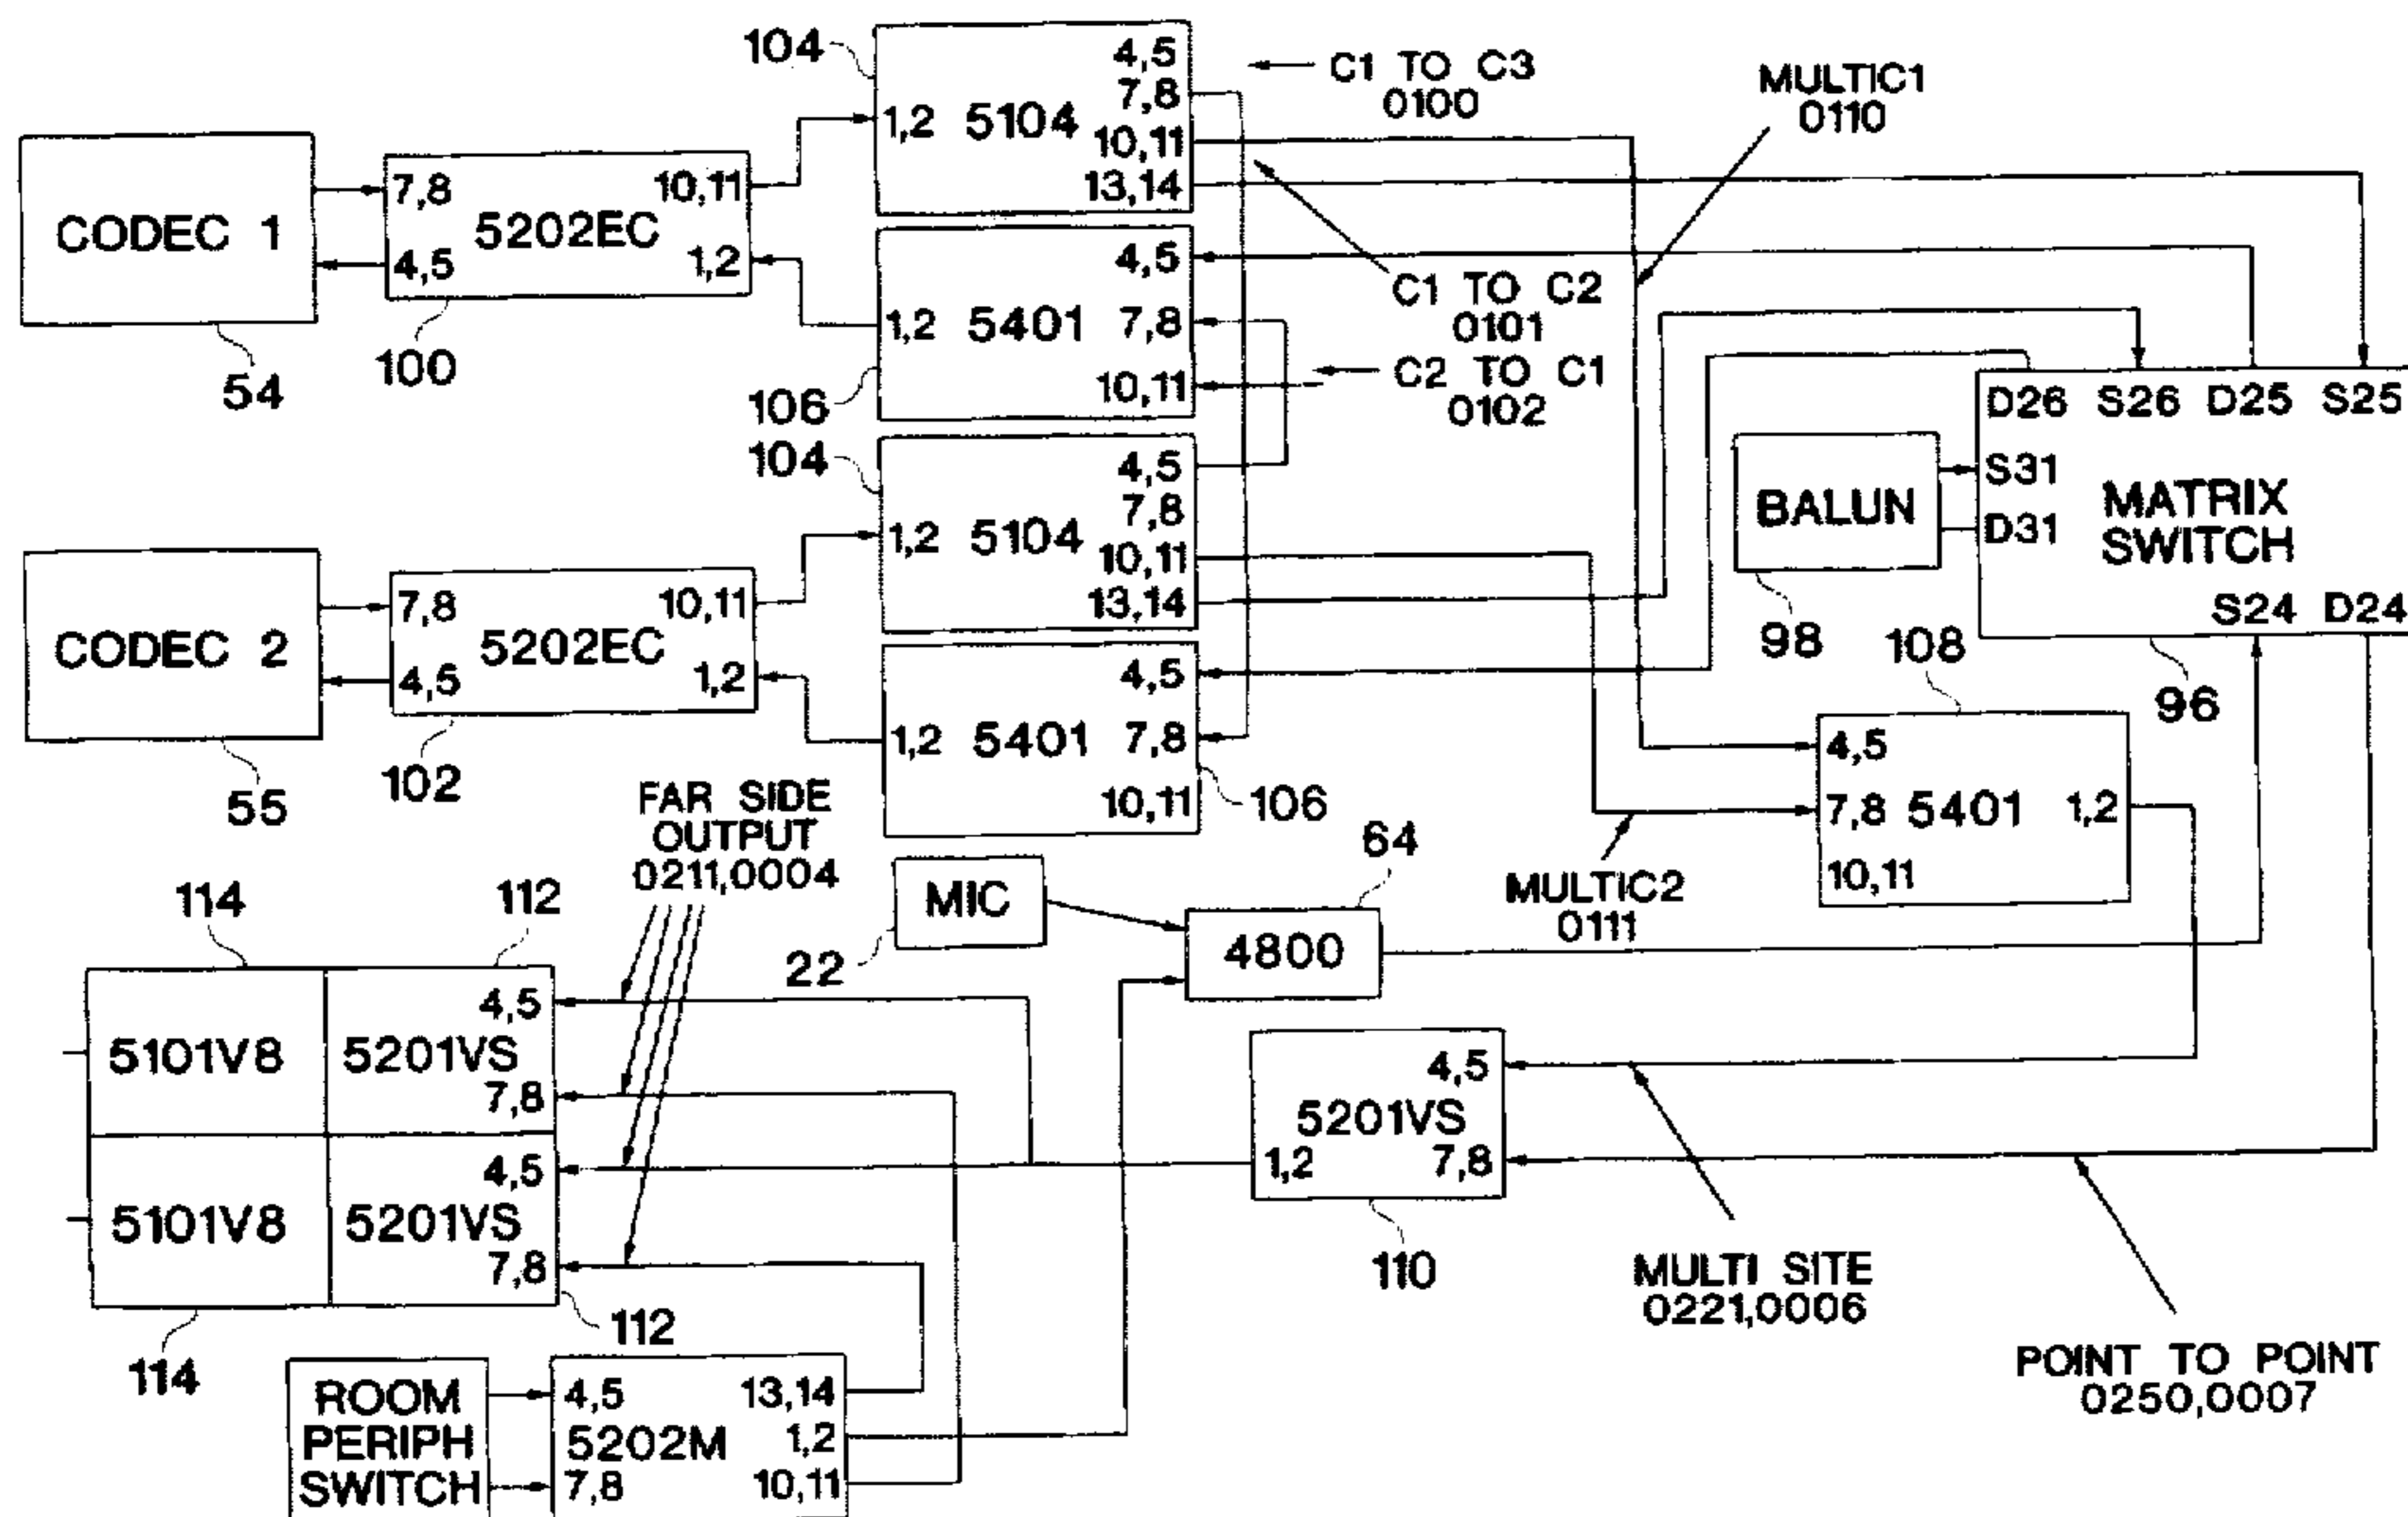 104
4,5
7,8
1,2 5104
10,11
13,14
C1 TO C3
0100
MULTIC1
0110
CODEC 1
54
7,8 10,11
5202EC
4,5 1,2
100
4,5
1,2 5401 7,8
10,11
106
C1 TO C2
0101
C2 TO C1
0102
D26 S26 D25 S25
S31
D31
MATRIX
SWITCH
S24 D24
96
BALUN
98
104
4,5
7,8
1,2 5104
10,11
13,14
CODEC 2
55
7,8 10,11
5202EC
4,5 1,2
102
4,5
1,2 5401 7,8
10,11
106
108
4,5
7,8 5401 1,2
10,11
MULTIC2
0111
FAR SIDE
OUTPUT
0211,0004
MIC
22
64
4800
114
112
4,5
5101V8 5201VS
7,8
4,5
5101V8 5201VS
7,8
112
114
4,5
5201VS
1,2 7,8
110
MULTI SITE
0221,0006
POINT TO POINT
0250,0007
ROOM
PERIPH
SWITCH
4,5 13,14
5202M 1,2
7,8 10,11